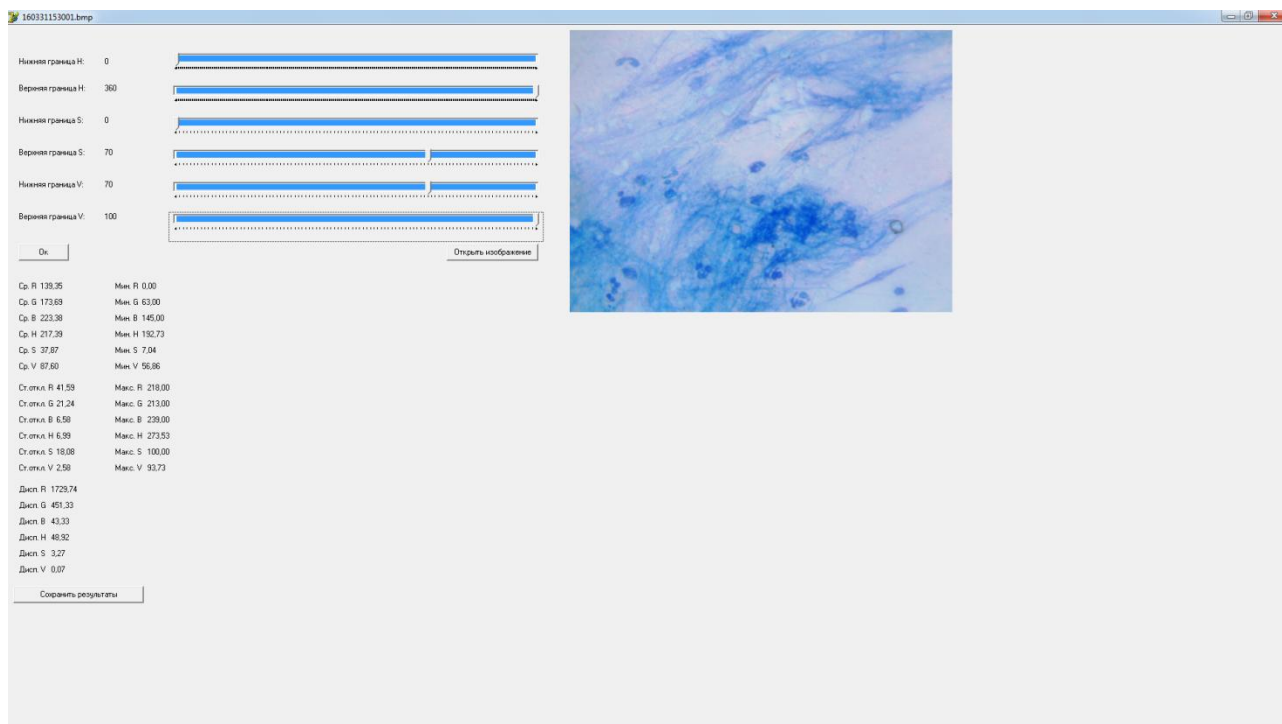 160331153001.bmp
Нижняя граница H: 0
Верхняя граница H: 360
Нижняя граница S: 0
Верхняя граница S: 70
Нижняя граница V: 70
Верхняя граница V: 100
Ок
Открыть изображение
Ср. R 139,35 Мин. R 0,00
Ср. G 173,69 Мин. G 63,00
Ср. B 223,38 Мин. B 145,00
Ср. H 217,39 Мин. H 192,73
Ср. S 37,87 Мин. S 7,04
Ср. V 87,60 Мин. V 56,86
Ст.откл. R 41,59 Макс. R 218,00
Ст.откл. G 21,24 Макс. G 213,00
Ст.откл. B 6,58 Макс. B 239,00
Ст.откл. H 6,99 Макс. H 273,53
Ст.откл. S 18,08 Макс. S 100,00
Ст.откл. V 2,58 Макс. V 93,73
Дисп. R 1729,74
Дисп. G 451,33
Дисп. B 43,33
Дисп. H 48,92
Дисп. S 3,27
Дисп. V 0,07
Сохранить результаты